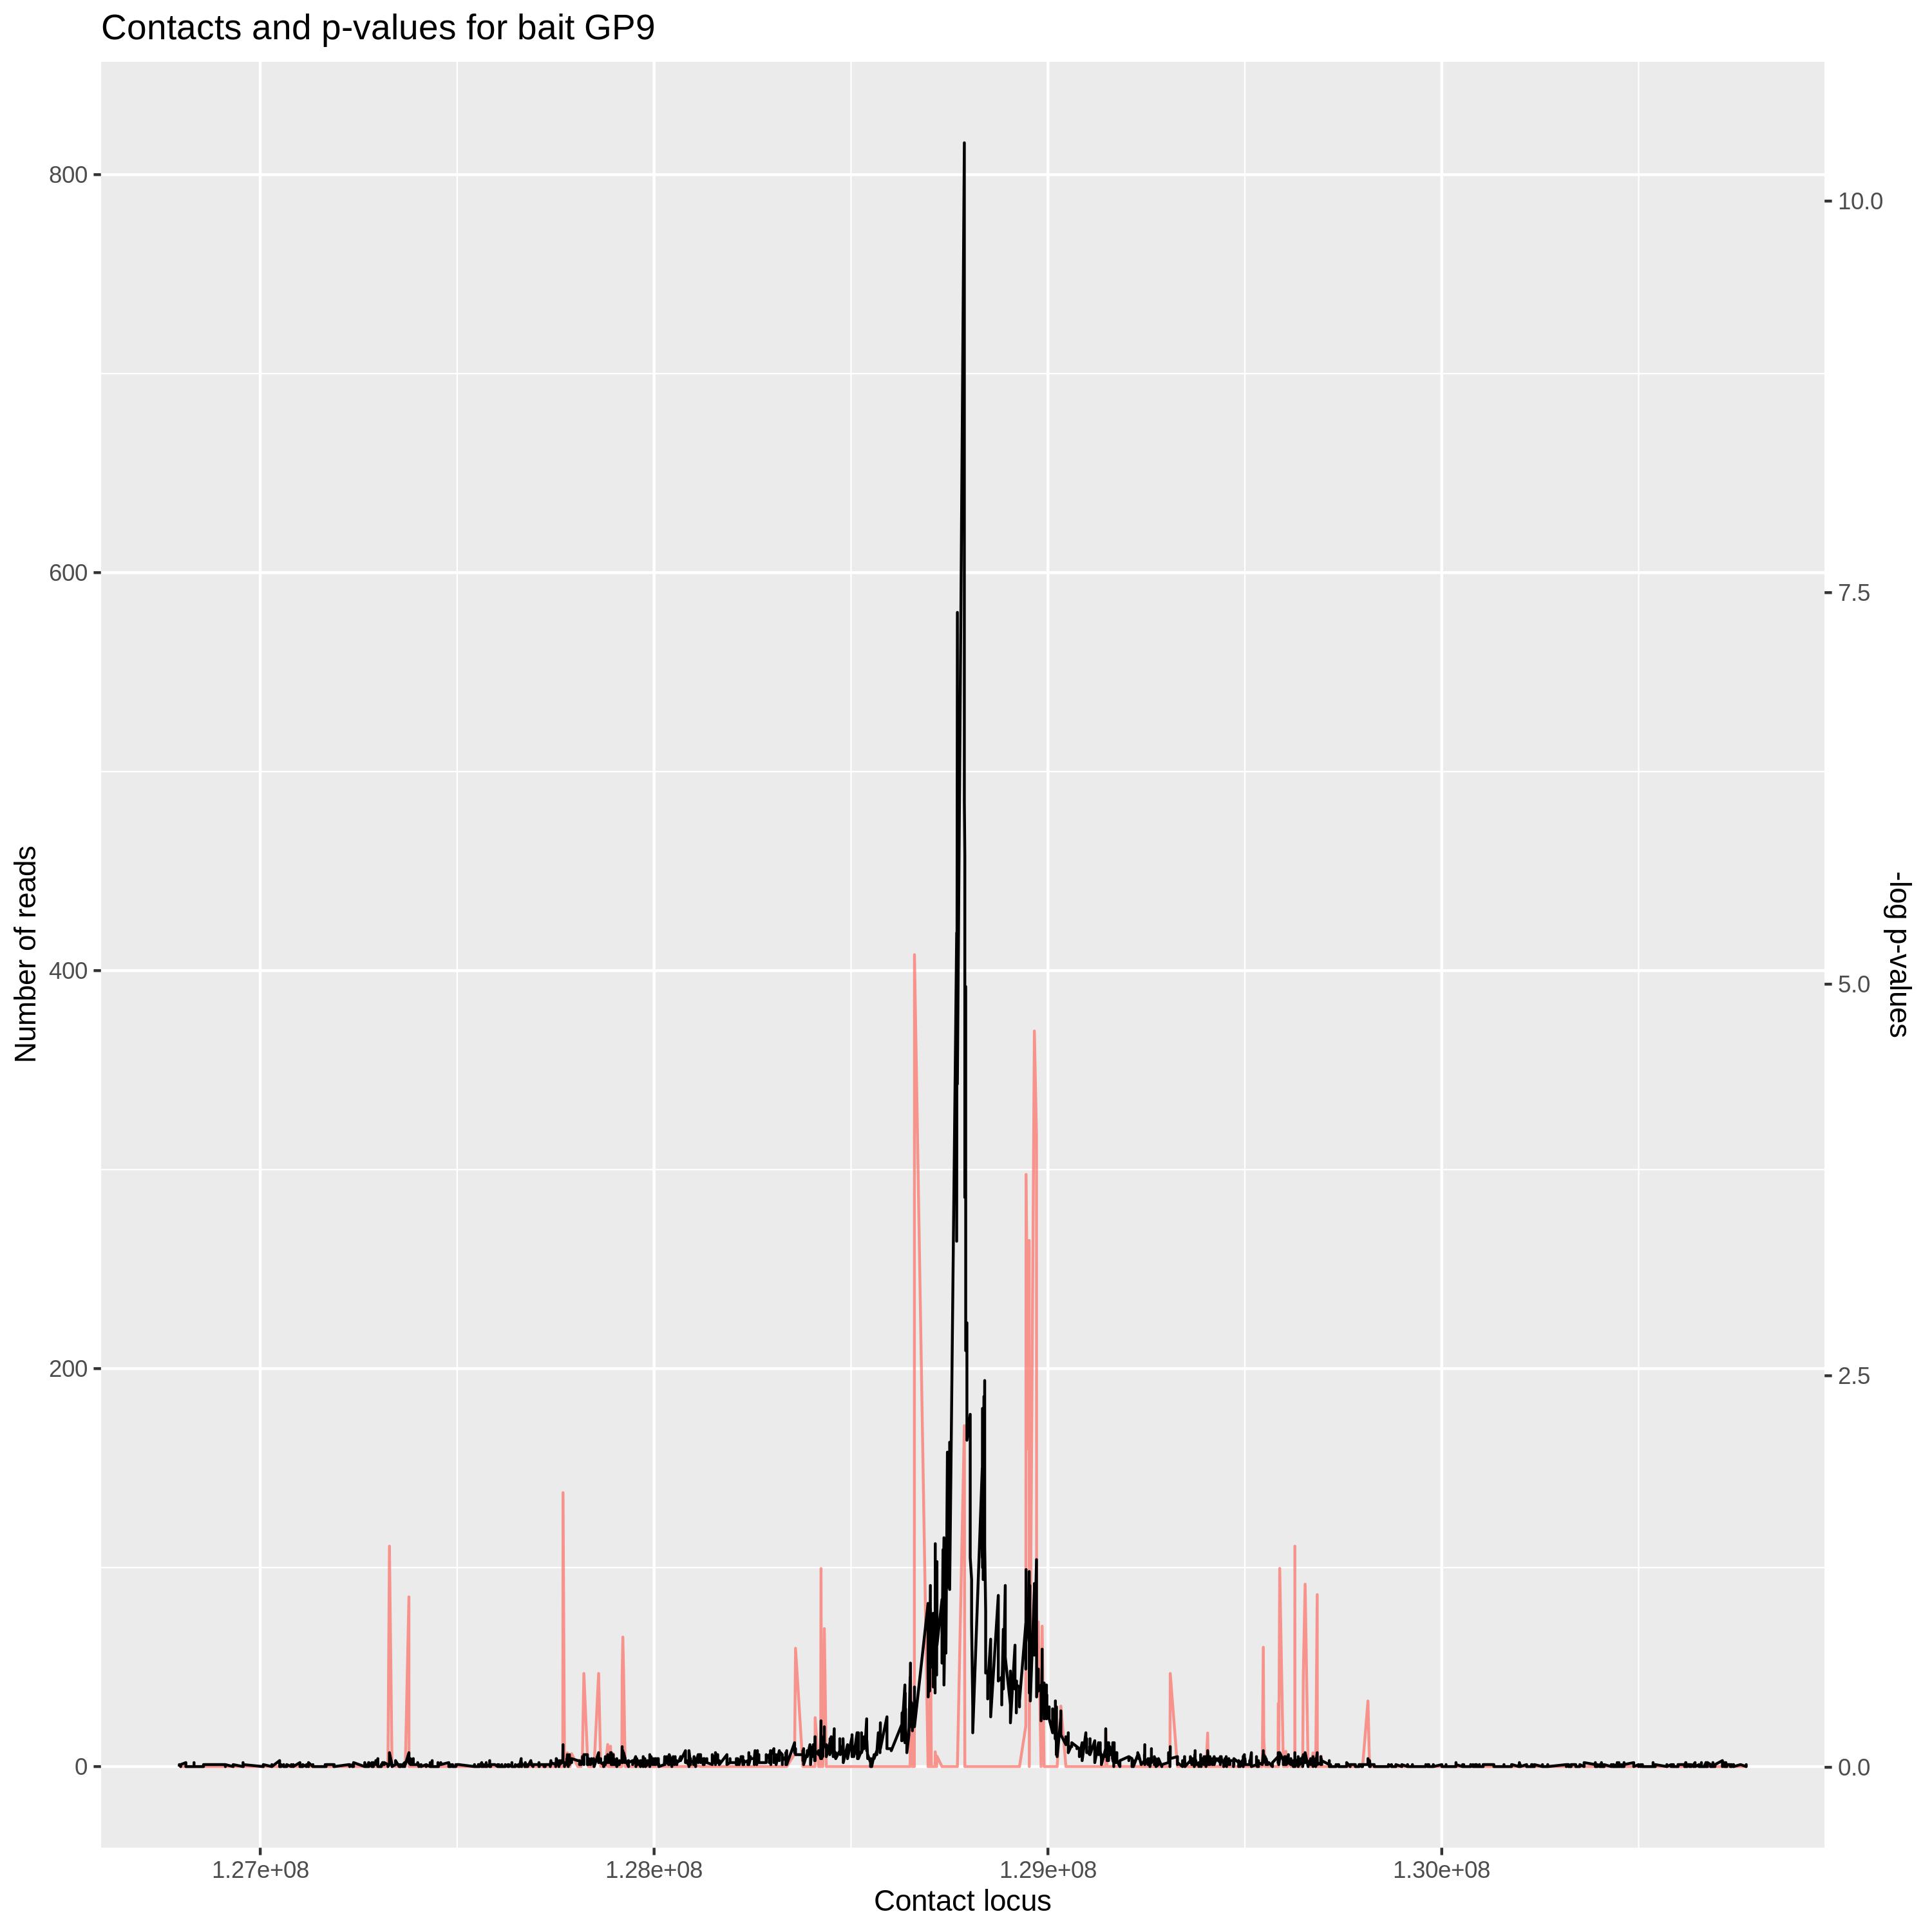 Contacts and p-values for bait GP9
800
600
400
200
0
Number of reads
10.0
7.5
5.0
2.5
0.0
-log p-values
1.27e+08
1.28e+08
1.29e+08
1.30e+08
Contact locus